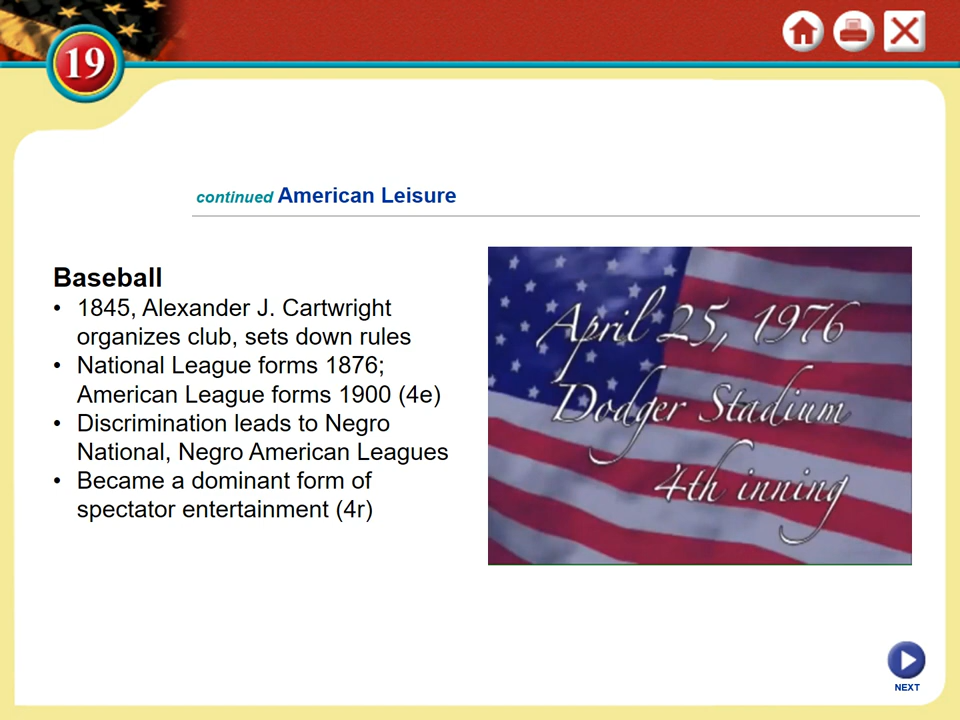 19
continued American Leisure
Baseball
• 1845, Alexander J. Cartwright
organizes club, sets down rules
• National League forms 1876;
American League forms 1900 (4e)
• Discrimination leads to Negro
National, Negro American Leagues
• Became a dominant form of
spectator entertainment (4r)
April 25, 1976
Dodger Stadium
4th inning
NEXT